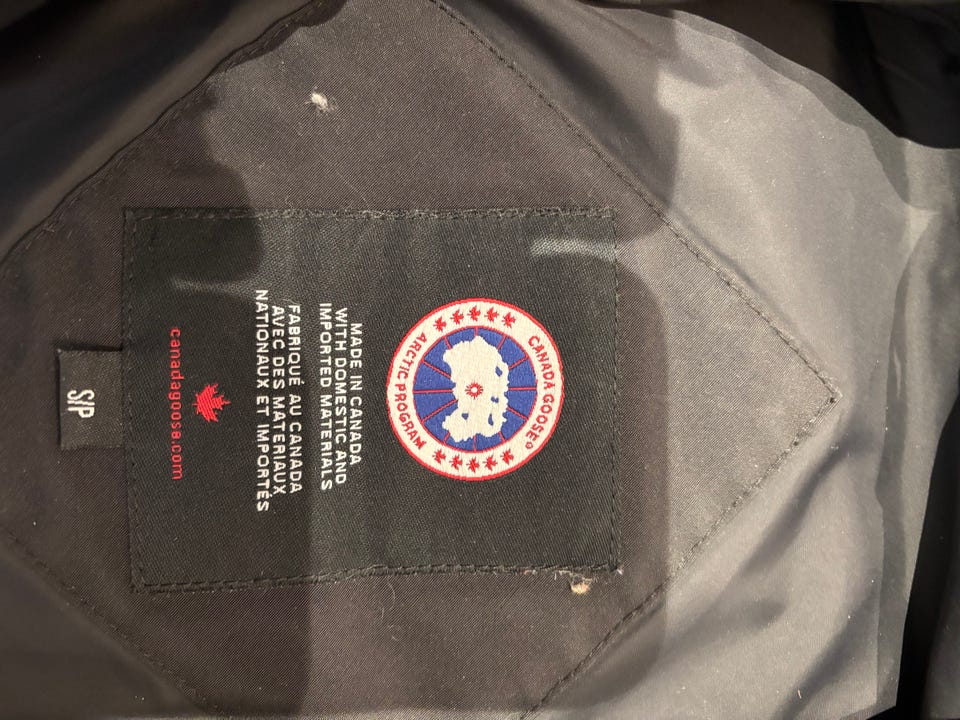 CANADA GOOSE®
ARCTIC PROGRAM
MADE IN CANADA
WITH DOMESTIC AND
IMPORTED MATERIALS
FABRIQUÉ AU CANADA
AVEC DES MATERIAUX
NATIONAUX ET IMPORTÉS
canadagoose.com
S/P